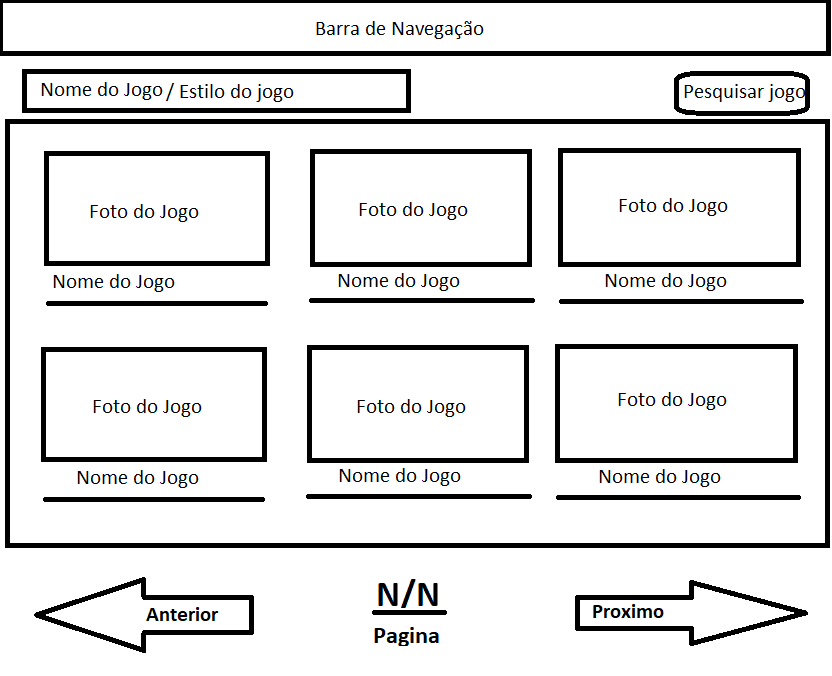 Barra de Navegação
Nome do Jogo / Estilo do jogo
Pesquisar jogo
Foto do Jogo
Foto do Jogo
Foto do Jogo
Nome do Jogo
Nome do Jogo
Nome do Jogo
Foto do Jogo
Foto do Jogo
Foto do Jogo
Nome do Jogo
Nome do Jogo
Nome do Jogo
Anterior
N/N
Pagina
Proximo